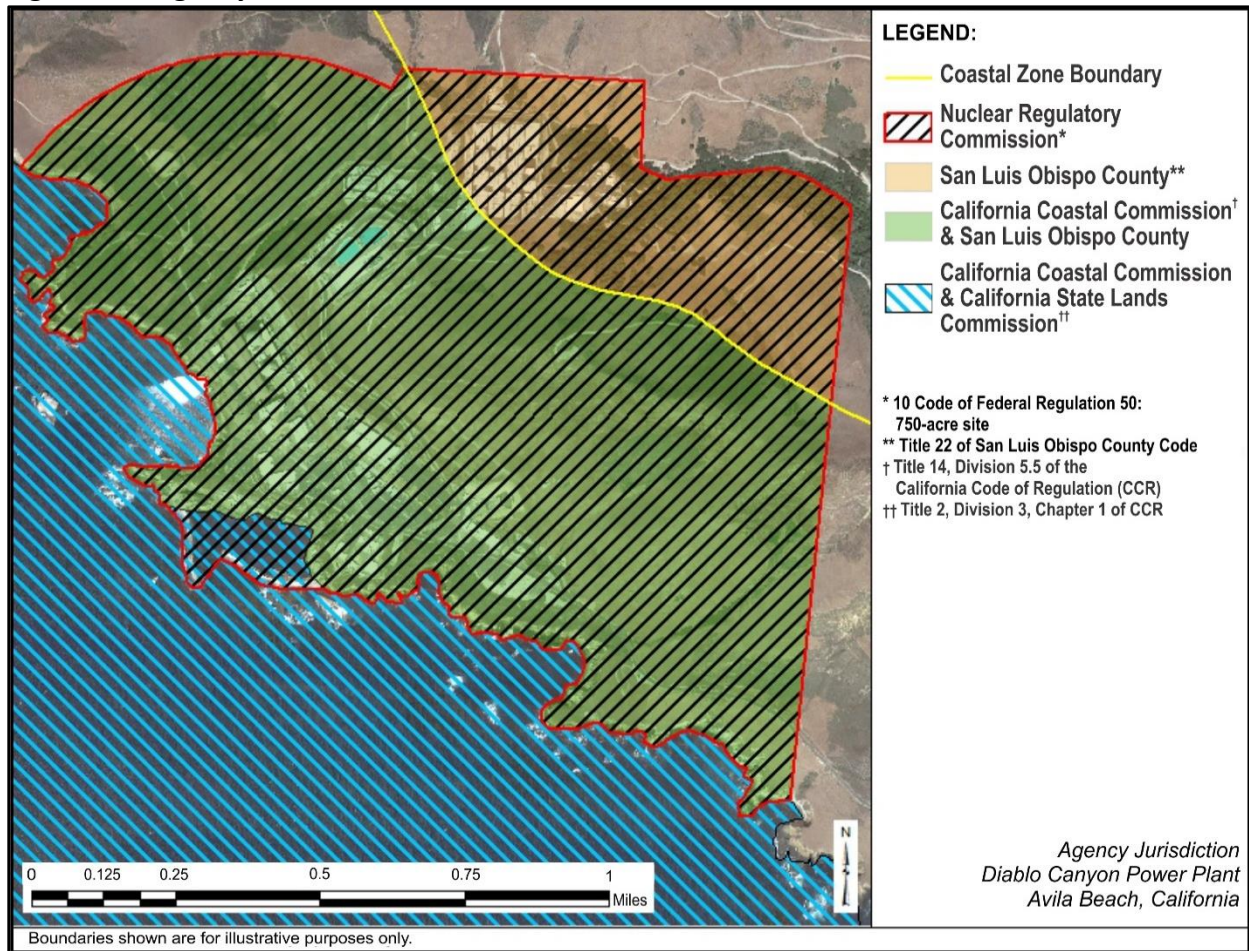 LEGEND:
Coastal Zone Boundary
Nuclear Regulatory
Commission*
San Luis Obispo County**
California Coastal Commission†
& San Luis Obispo County
California Coastal Commission
& California State Lands
Commission††
* 10 Code of Federal Regulation 50:
750-acre site
** Title 22 of San Luis Obispo County Code
† Title 14, Division 5.5 of the
California Code of Regulation (CCR)
†† Title 2, Division 3, Chapter 1 of CCR
N
0 0.125 0.25 0.5 0.75 1
Miles
Agency Jurisdiction
Diablo Canyon Power Plant
Avila Beach, California
Boundaries shown are for illustrative purposes only.